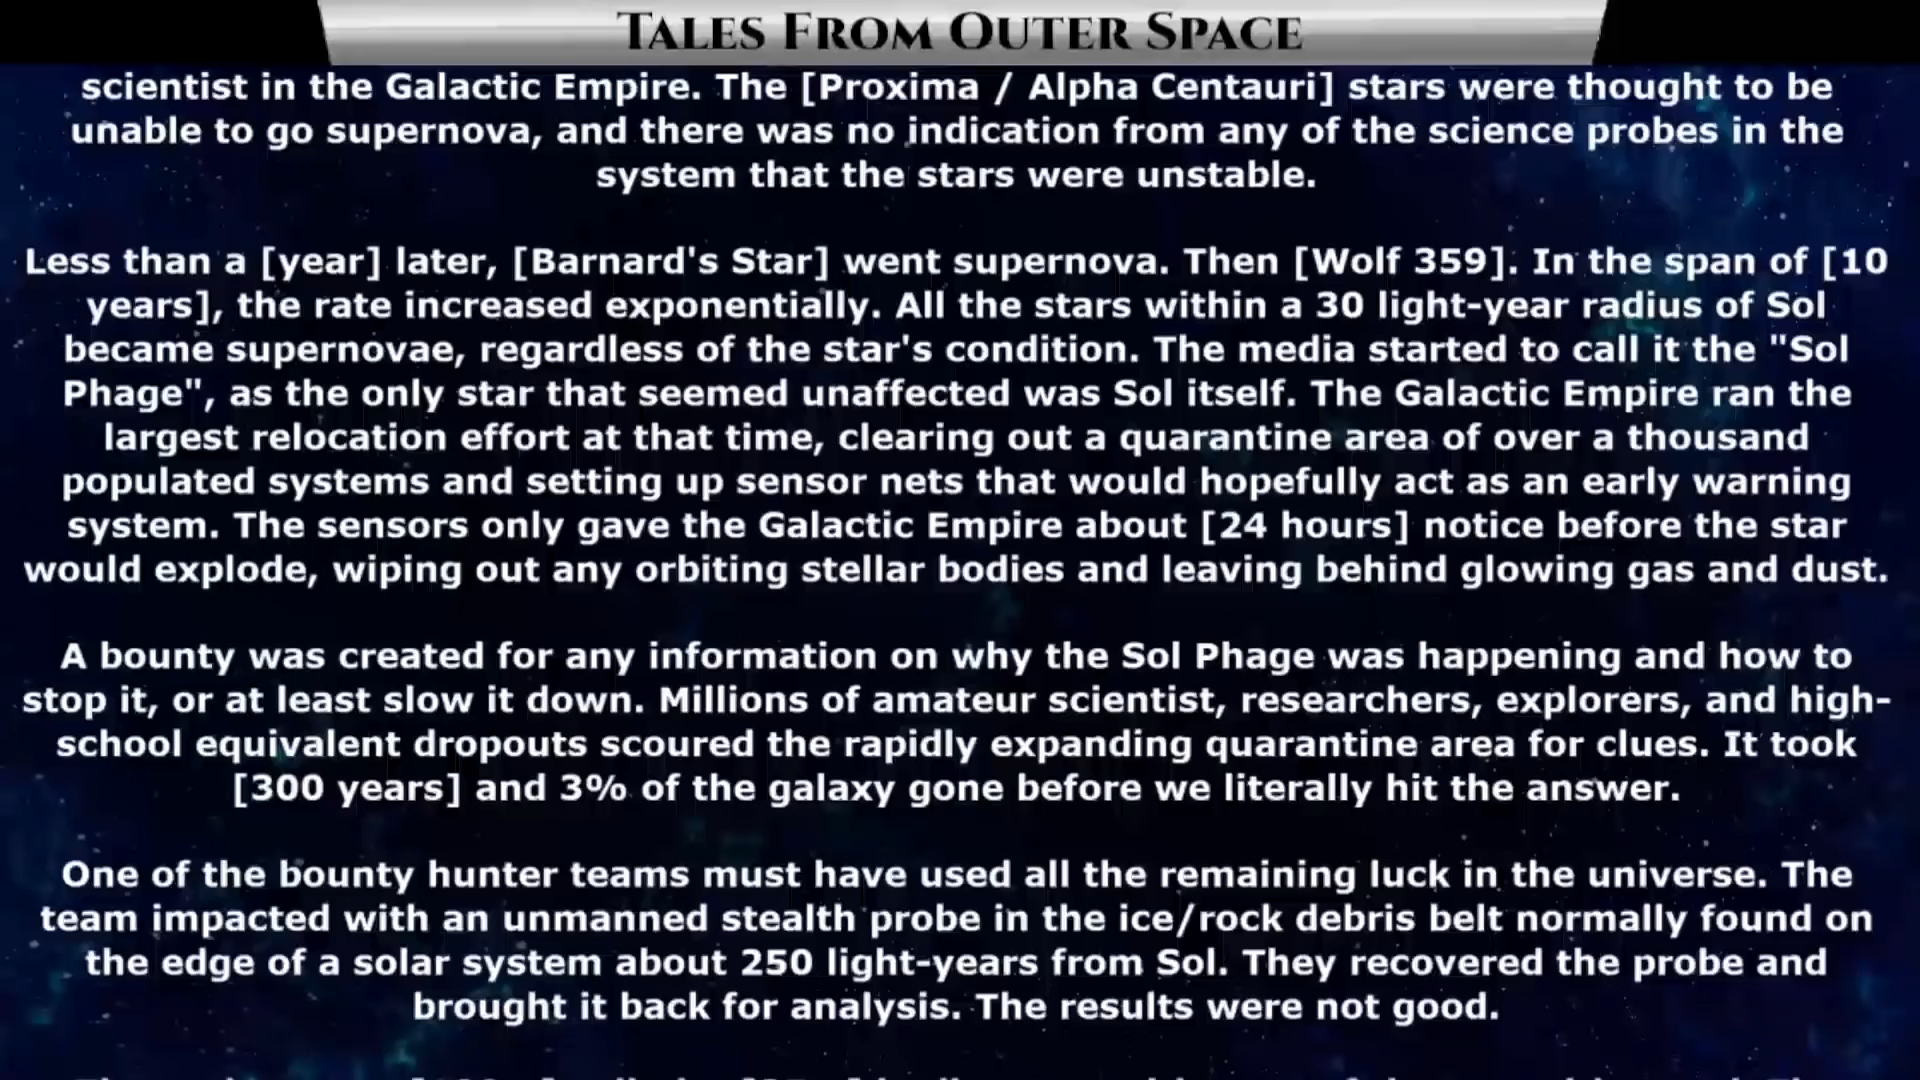 TALES FROM OUTER SPACE
scientist in the Galactic Empire. The [Proxima / Alpha Centauri] stars were thought to be
unable to go supernova, and there was no indication from any of the science probes in the
system that the stars were unstable.
Less than a [year] later, [Barnard's Star] went supernova. Then [Wolf 359]. In the span of [10
years], the rate increased exponentially. All the stars within a 30 light-year radius of Sol
became supernovae, regardless of the star's condition. The media started to call it the "Sol
Phage", as the only star that seemed unaffected was Sol itself. The Galactic Empire ran the
largest relocation effort at that time, clearing out a quarantine area of over a thousand
populated systems and setting up sensor nets that would hopefully act as an early warning
system. The sensors only gave the Galactic Empire about [24 hours] notice before the star
would explode, wiping out any orbiting stellar bodies and leaving behind glowing gas and dust.
A bounty was created for any information on why the Sol Phage was happening and how to
stop it, or at least slow it down. Millions of amateur scientist, researchers, explorers, and high-
school equivalent dropouts scoured the rapidly expanding quarantine area for clues. It took
[300 years] and 3% of the galaxy gone before we literally hit the answer.
One of the bounty hunter teams must have used all the remaining luck in the universe. The
team impacted with an unmanned stealth probe in the ice/rock debris belt normally found on
the edge of a solar system about 250 light-years from Sol. They recovered the probe and
brought it back for analysis. The results were not good.